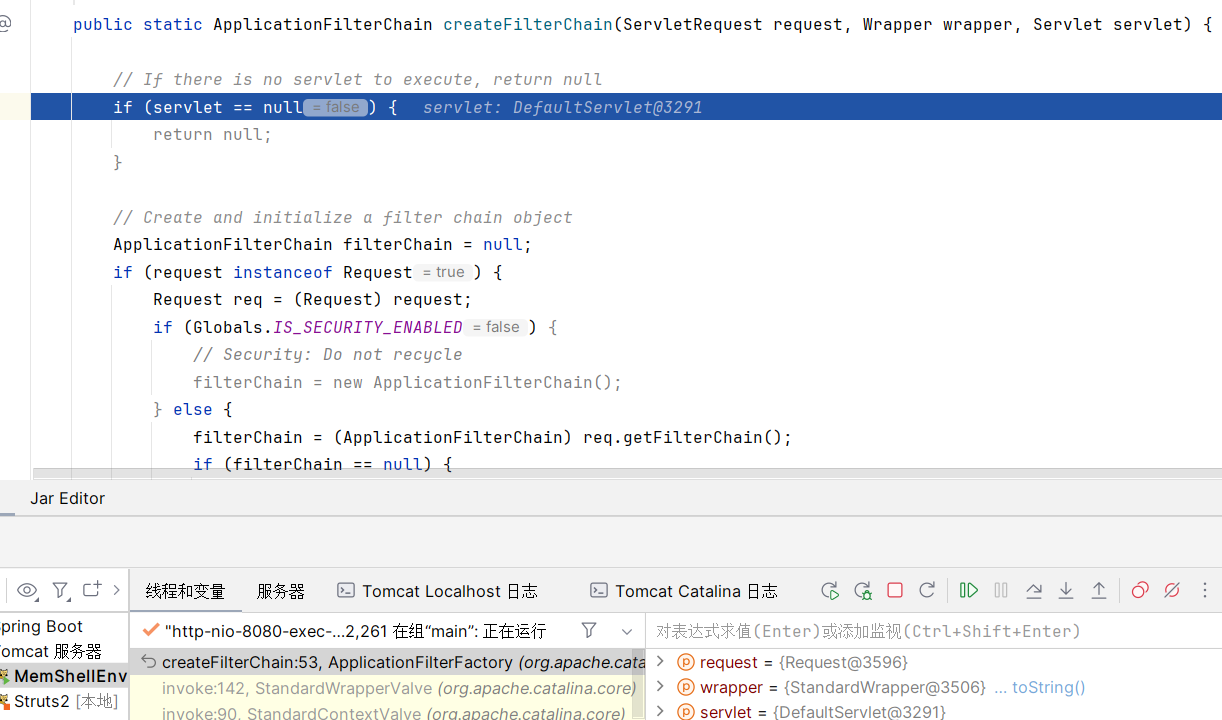 public static ApplicationFilterChain createFilterChain(ServletRequest request, Wrapper wrapper, Servlet servlet) {
// If there is no servlet to execute, return null
if (servlet == null = false ) { servlet: DefaultServlet@3291
return null;
}
// Create and initialize a filter chain object
ApplicationFilterChain filterChain = null;
if (request instanceof Request = true ) {
Request req = (Request) request;
if (Globals.IS_SECURITY_ENABLED = false ) {
// Security: Do not recycle
filterChain = new ApplicationFilterChain();
} else {
filterChain = (ApplicationFilterChain) req.getFilterChain();
if (filterChain == null) {
Jar Editor
线程和变量 服务器 Tomcat Localhost 日志 Tomcat Catalina 日志
pring Boot
omcat 服务器
MemShellEnv
Struts2 [本地]
"http-nio-8080-exec-...2,261 在组“main”: 正在运行
createFilterChain:53, ApplicationFilterFactory (org.apache.cata
invoke:142, StandardWrapperValve (org.apache.catalina.core)
invoke:90, StandardContextValve (org.apache.catalina.core)
对表达式求值(Enter)或添加监视(Ctrl+Shift+Enter)
request = {Request@3596}
wrapper = {StandardWrapper@3506} ... toString()
servlet = {DefaultServlet@3291}